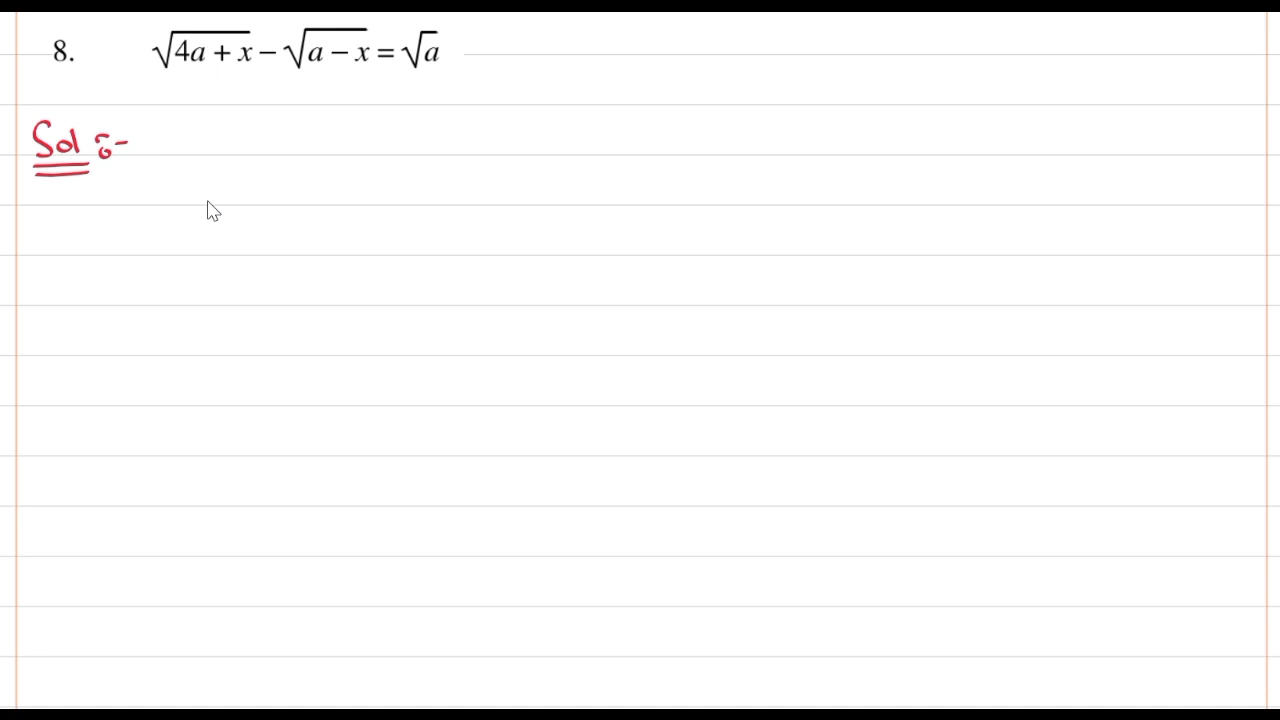 8. √(4a + x) − √(a − x) = √a
Sol :-